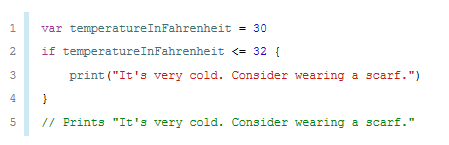 1 var temperatureInFahrenheit = 30
2 if temperatureInFahrenheit <= 32 {
3     print("It's very cold. Consider wearing a scarf.")
4 }
5 // Prints "It's very cold. Consider wearing a scarf."